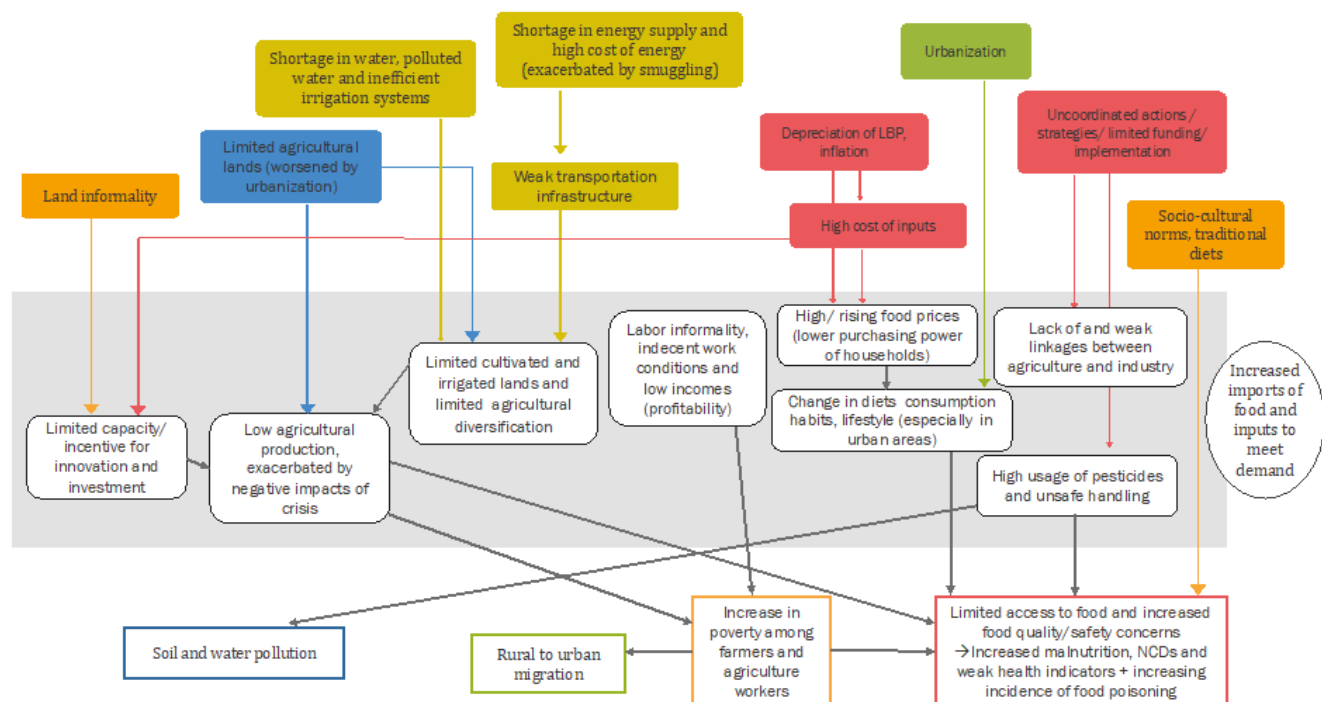 Shortage in energy supply and
high cost of energy
(exacerbated by smuggling)
Shortage in water, polluted
water and inefficient
irrigation systems
Urbanization
Depreciation of LBP,
inflation
Uncoordinated actions /
strategies/ limited funding/
implementation
Limited agricultural
lands (worsened by
urbanization)
Weak transportation
infrastructure
Land informality
High cost of inputs
Socio-cultural
norms, traditional
diets
High/ rising food prices
(lower purchasing power
of households)
Labor informality,
indecent work
conditions and
low incomes
(profitability)
Lack of and weak
linkages between
agriculture and industry
Limited cultivated and
irrigated lands and
limited agricultural
diversification
Increased
imports of
food and
inputs to
meet
demand
Change in diets consumption
habits, lifestyle (especially in
urban areas)
Limited capacity/
incentive for
innovation and
investment
Low agricultural
production,
exacerbated by
negative impacts of
crisis
High usage of pesticides
and unsafe handling
Soil and water pollution
Rural to urban
migration
Increase in
poverty among
farmers and
agriculture
workers
Limited access to food and increased
food quality/safety concerns
→Increased malnutrition, NCDs and
weak health indicators + increasing
incidence of food poisoning